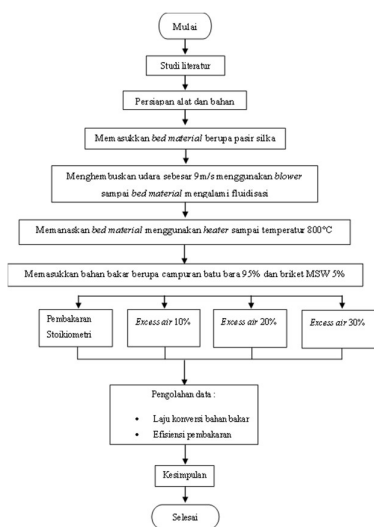 Mulai
Studi literatur
Persiapan alat dan bahan
Memasukkan bed material berupa pasir silka
Menghembuskan udara sebesar 9m/s menggunakan blower
sampai bed material mengalami fluidisasi
Memanaskan bed material menggunakan heater sampai temperatur 800°C
Memasukkan bahan bakar berupa campuran batu bara 95% dan briket MSW 5%
Pembakaran
Stoikiometri
Excess air 10%
Excess air 20%
Excess air 30%
Pengolahan data :
• Laju konversi bahan bakar
• Efisiensi pembakaran
Kesimpulan
Selesai